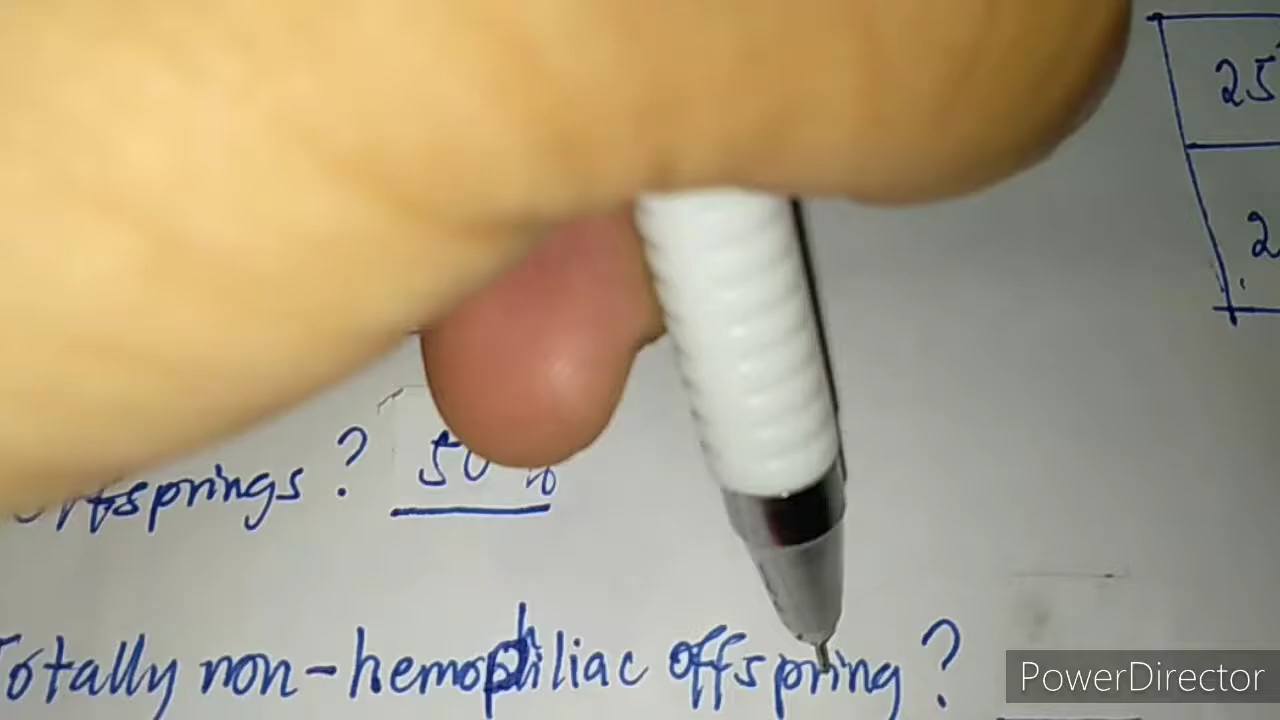 25
2
offsprings ? 50 %
Totally non-hemophiliac offspring ?
PowerDirector